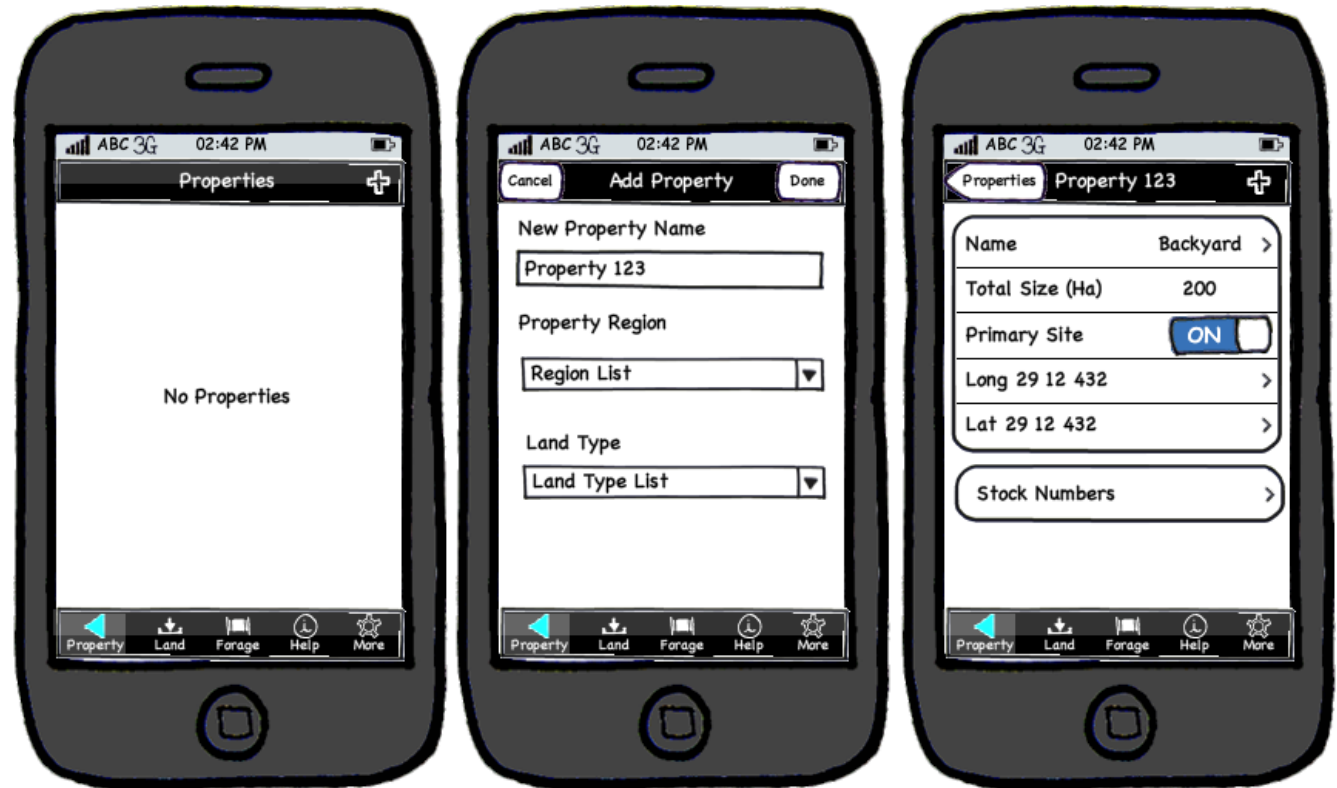 ABC 3G 02:42 PM
Properties
No Properties
Property Land Forage Help More
ABC 3G 02:42 PM
Cancel Add Property Done
New Property Name
Property 123
Property Region
Region List
Land Type
Land Type List
Property Land Forage Help More
ABC 3G 02:42 PM
Properties Property 123
Name Backyard
Total Size (Ha) 200
Primary Site ON
Long 29 12 432
Lat 29 12 432
Stock Numbers
Property Land Forage Help More